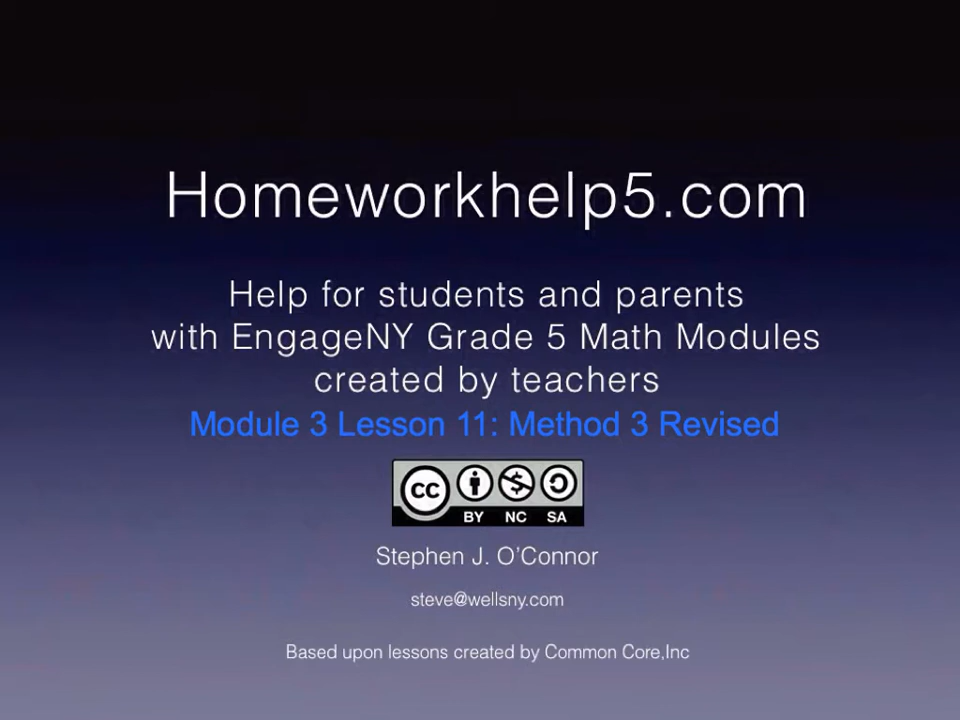 Homeworkhelp5.com
Help for students and parents
with EngageNY Grade 5 Math Modules
created by teachers
Module 3 Lesson 11: Method 3 Revised
CC BY NC SA
Stephen J. O'Connor
steve@wellsny.com
Based upon lessons created by Common Core,Inc